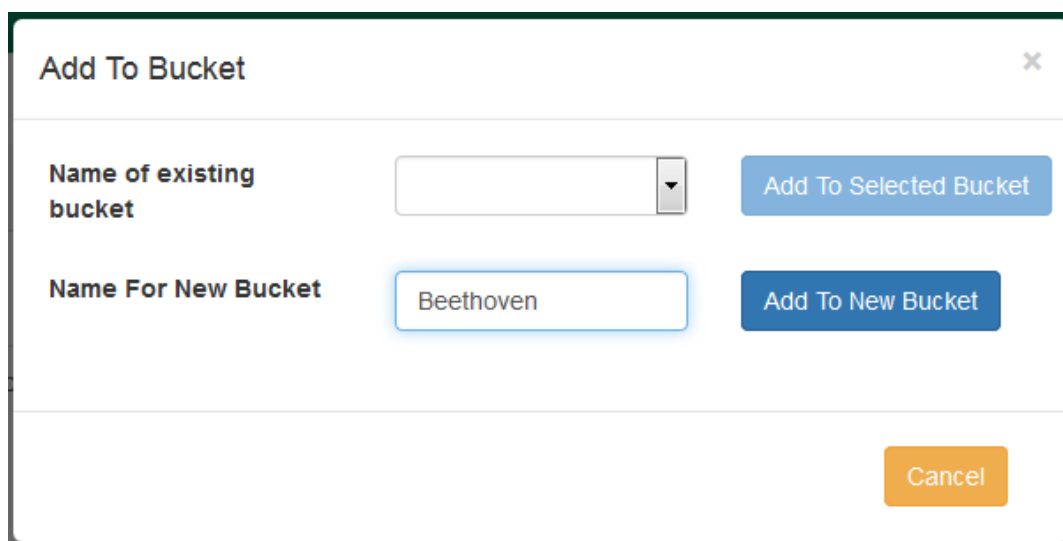 Add To Bucket ×
Name of existing
bucket
Add To Selected Bucket
Name For New Bucket
Beethoven
Add To New Bucket
Cancel